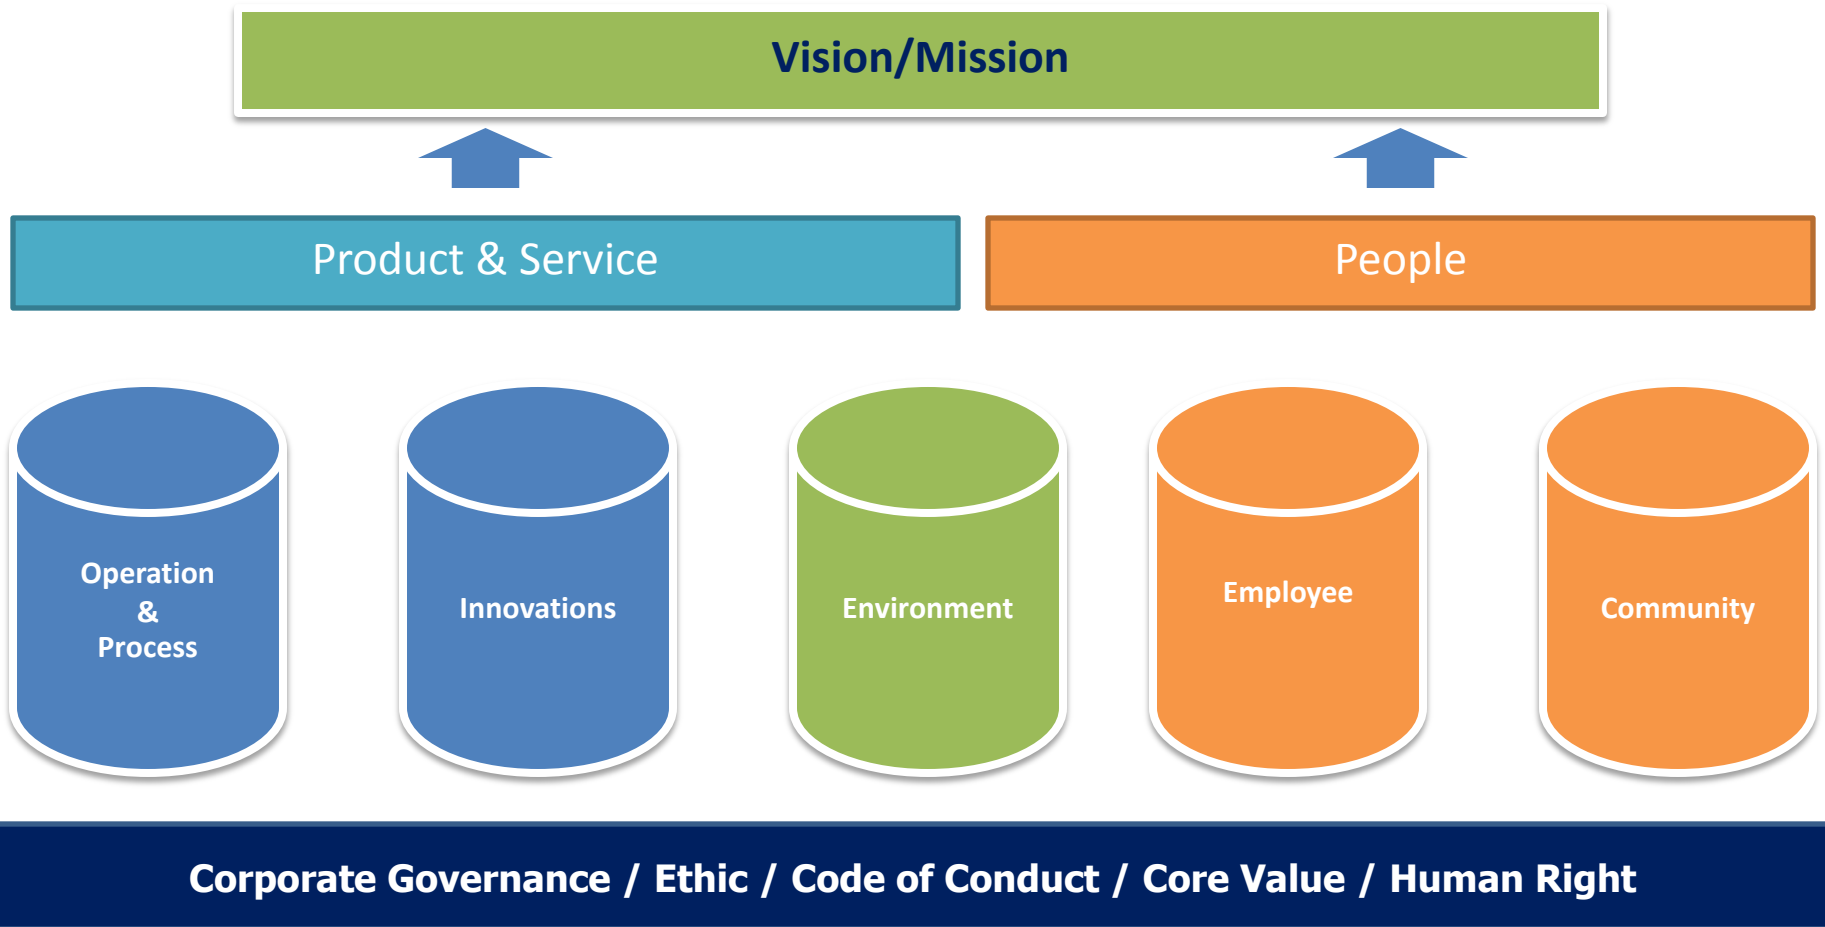 Vision/Mission
Product & Service
People
Operation
&
Process
Innovations
Environment
Employee
Community
Corporate Governance / Ethic / Code of Conduct / Core Value / Human Right